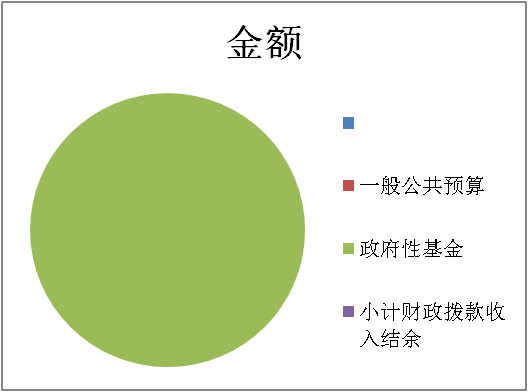 金额
一般公共预算
政府性基金
小计财政拨款收
入结余